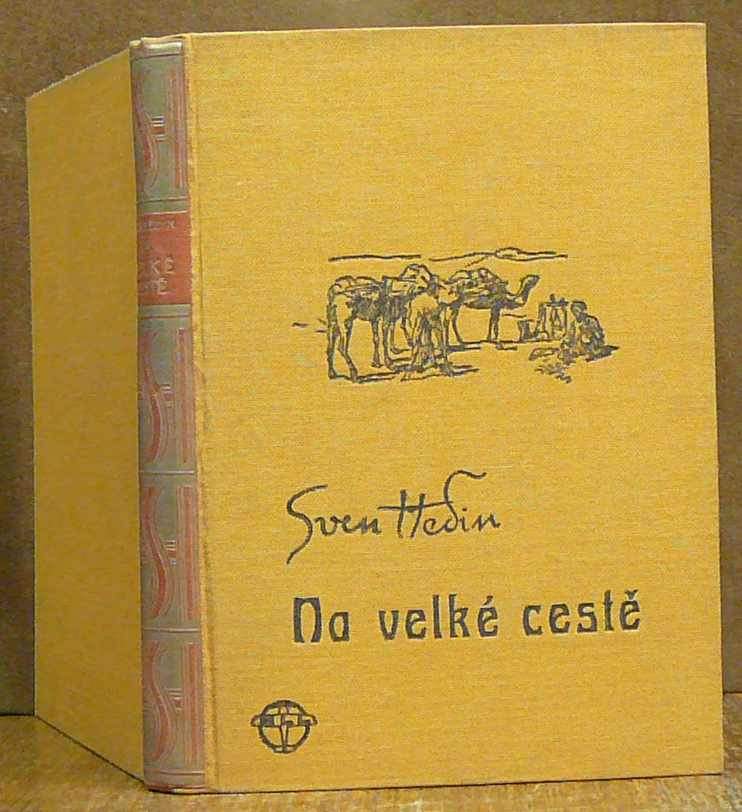 Sven Hedin
Na velké cestě